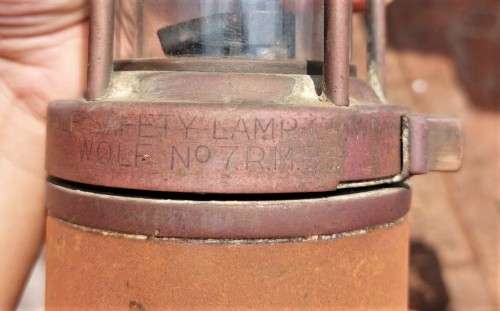 SAFETY LAMP
WOLF No 7.R.M.